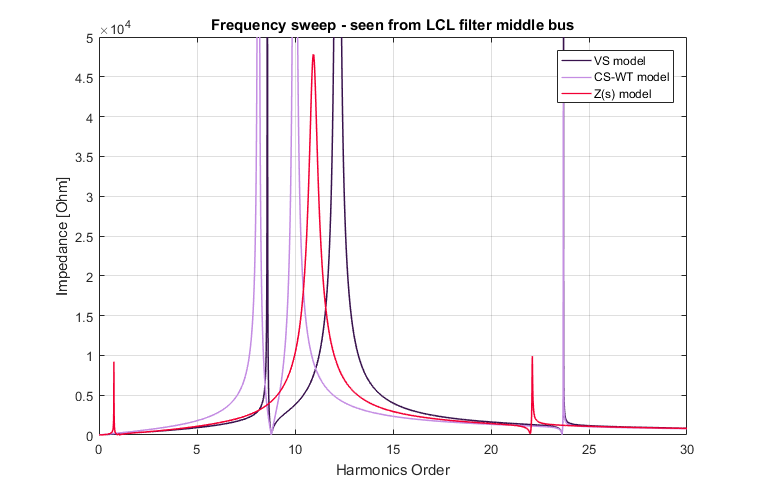 Frequency sweep - seen from LCL filter middle bus
×10⁴
5
4.5
4
3.5
3
2.5
2
1.5
1
0.5
0
Impedance [Ohm]
VS model
CS-WT model
Z(s) model
0 5 10 15 20 25 30
Harmonics Order